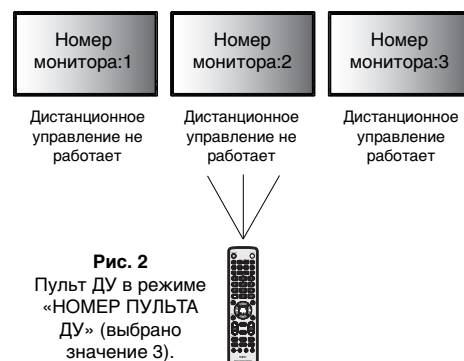 Номер
монитора:1
Номер
монитора:2
Номер
монитора:3
Дистанционное
управление не
работает
Дистанционное
управление не
работает
Дистанционное
управление
работает
Рис. 2
Пульт ДУ в режиме
«НОМЕР ПУЛЬТА
ДУ» (выбрано
значение 3).